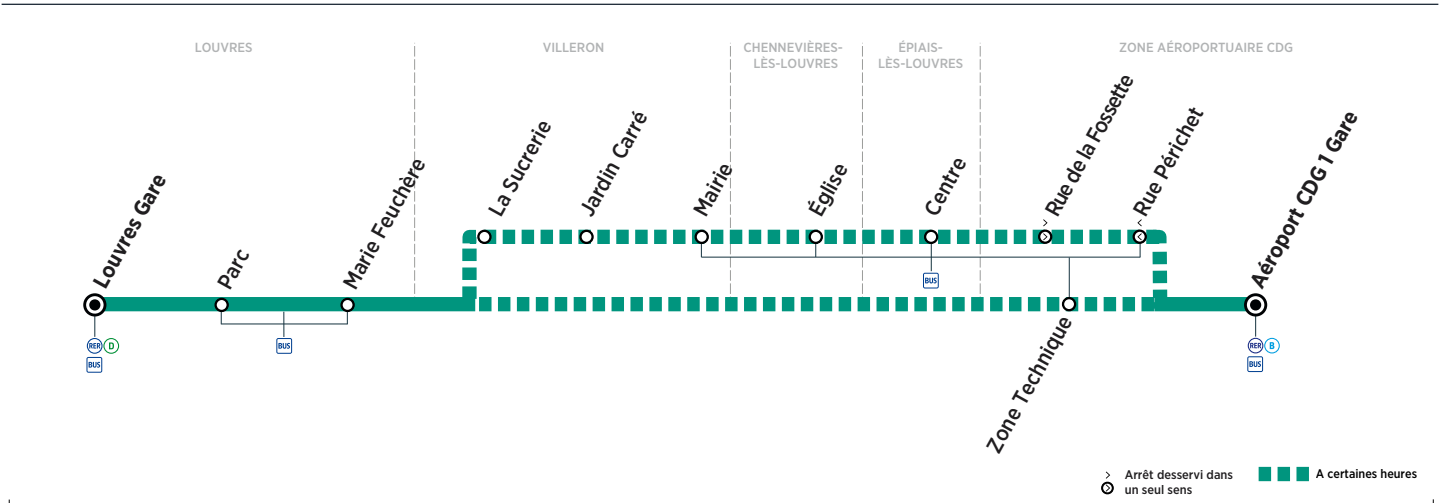 LOUVRES
VILLERON
CHENNEVIÈRES-
LÈS-LOUVRES
ÉPIAIS-
LÈS-LOUVRES
ZONE AÉROPORTUAIRE CDG
Louvres Gare
Parc
Marie Feuchère
La Sucrerie
Jardin Carré
Mairie
Église
Centre
Rue de la Fossette
Rue Périchet
Aéroport CDG 1 Gare
Zone Technique
BUS
RER D
BUS
BUS
RER B
BUS
Arrêt desservi dans
un seul sens
A certaines heures